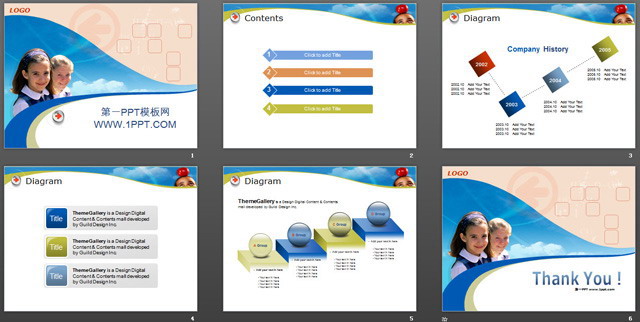 LOGO
第一PPT模板网
WWW.1PPT.COM
1
Contents
1 Click to add Title
2 Click to add Title
3 Click to add Title
4 Click to add Title
2
Diagram
Company History
2002
2003
2004
2005
2002.10 Add Your Text
2002.10 Add Your Text
2002.10 Add Your Text
2003.10 Add Your Text
2003.10 Add Your Text
2003.10 Add Your Text
2004.10 Add Your Text
2004.10 Add Your Text
2004.10 Add Your Text
2005.10 Add Your Text
2005.10 Add Your Text
2005.10 Add Your Text
3
Diagram
Title
ThemeGallery is a Design Digital
Content & Contents mall developed
by Guild Design Inc.
Title
ThemeGallery is a Design Digital
Content & Contents mall developed
by Guild Design Inc.
Title
ThemeGallery is a Design Digital
Content & Contents mall developed
by Guild Design Inc.
4
Diagram
ThemeGallery is a Design Digital Content & Contents
mall developed by Guild Design Inc.
Group
Group
Group
Group
5
LOGO
Thank You !
第一PPT www.1ppt.com
6